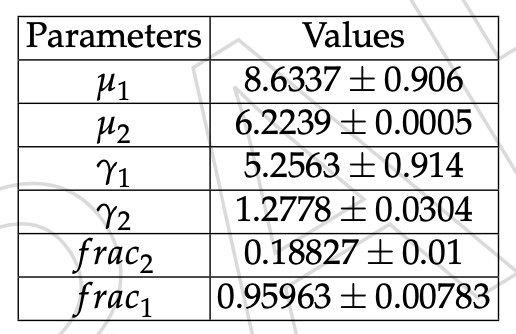 Parameters Values
μ₁ 8.6337 ± 0.906
μ₂ 6.2239 ± 0.0005
γ₁ 5.2563 ± 0.914
γ₂ 1.2778 ± 0.0304
frac₂ 0.18827 ± 0.01
frac₁ 0.95963 ± 0.00783